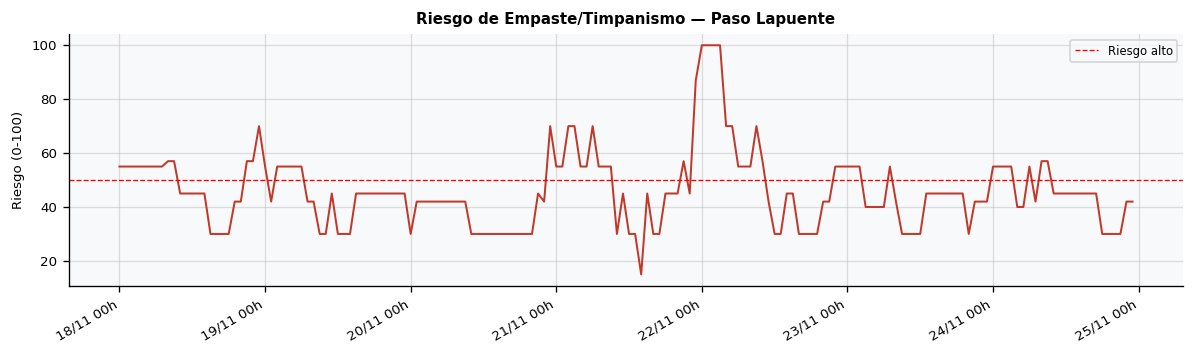 Riesgo de Empaste/Timpanismo — Paso Lapuente
Riesgo alto
Riesgo (0-100)
100
80
60
40
20
18/11 00h
19/11 00h
20/11 00h
21/11 00h
22/11 00h
23/11 00h
24/11 00h
25/11 00h